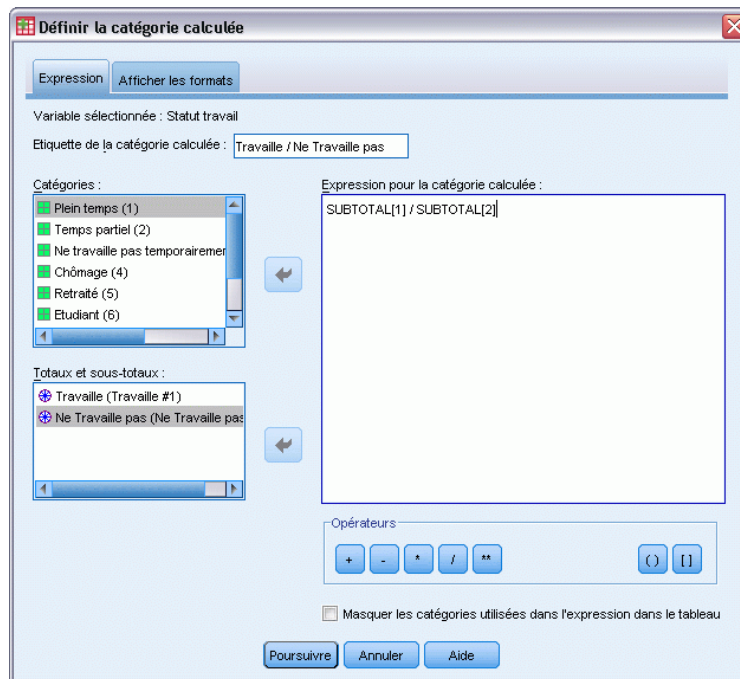 Définir la catégorie calculée
Expression
Afficher les formats
Variable sélectionnée : Statut travail
Etiquette de la catégorie calculée :
Travaille / Ne Travaille pas
Catégories :
Plein temps (1)
Temps partiel (2)
Ne travaille pas temporairemer
Chômage (4)
Retraité (5)
Etudiant (6)
Totaux et sous-totaux :
Travaille (Travaille #1)
Ne Travaille pas (Ne Travaille pas
Expression pour la catégorie calculée :
SUBTOTAL[1] / SUBTOTAL[2]
Opérateurs
+ - * / ** ( ) [ ]
Masquer les catégories utilisées dans l'expression dans le tableau
Poursuivre Annuler Aide